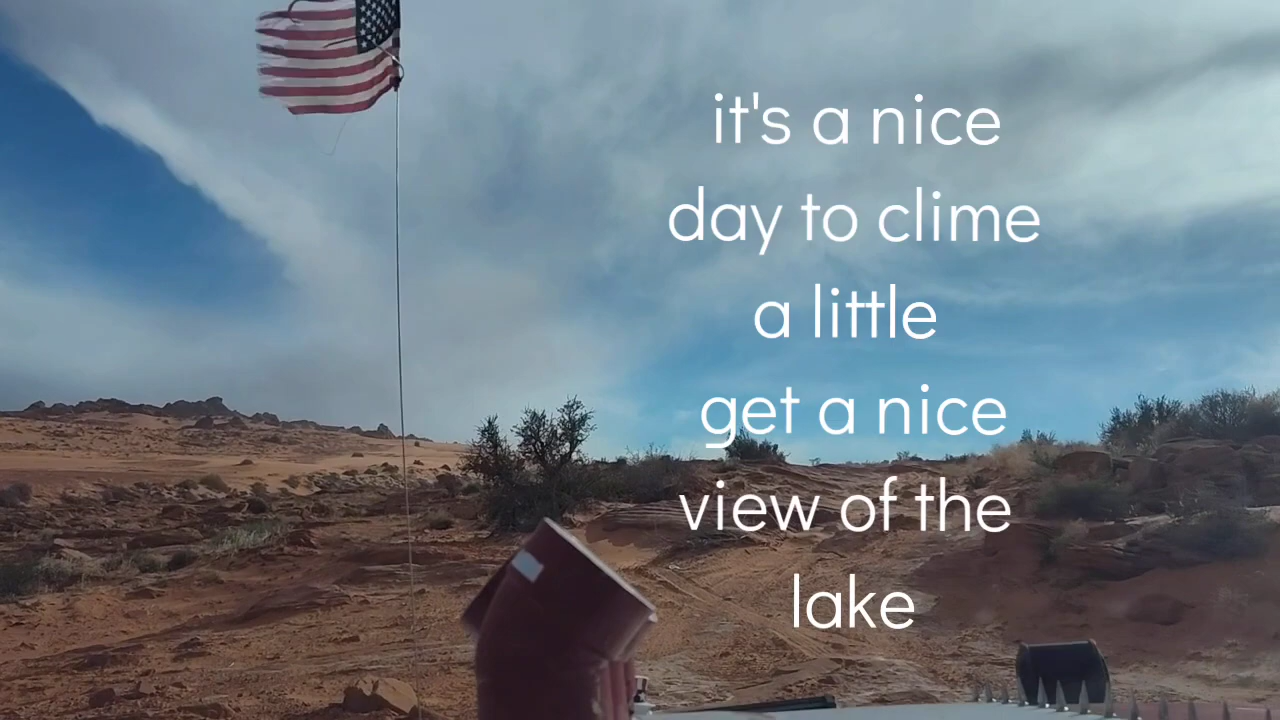 it's a nice
day to clime
a little
get a nice
view of the
lake